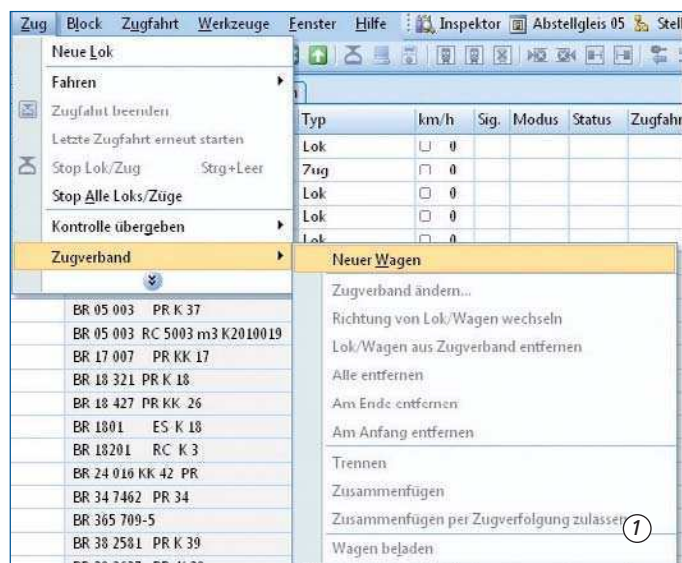 Zug Block Zugfahrt Werkzeuge Fenster Hilfe Inspektor Abstellgleis 05 Stell
Neue Lok
Fahren
Zugfahrt beenden
Letzte Zugfahrt erneut starten
Stop Lok/Zug Strg+Leer
Stop Alle Loks/Züge
Kontrolle übergeben
Zugverband
Typ km/h Sig. Modus Status Zugfahr
Lok 0
Zug 0
Lok 0
Lok 0
Lok 0
Neuer Wagen
Zugverband ändern...
Richtung von Lok/Wagen wechseln
Lok/Wagen aus Zugverband entfernen
Alle entfernen
Am Ende entfernen
Am Anfang entfernen
Trennen
Zusammenfügen
Zusammenfügen per Zugverfolgung zulassen
Wagen beladen
BR 05 003 PR K 37
BR 05 003 RC 5003 m3 K2010019
BR 17 007 PR KK 17
BR 18 321 PR K 18
BR 18 427 PR KK 26
BR 1801 ES K 18
BR 18201 RC K 3
BR 24 016 KK 42 PR
BR 34 7462 PR 34
BR 365 709-5
BR 38 2581 PR K 39
1